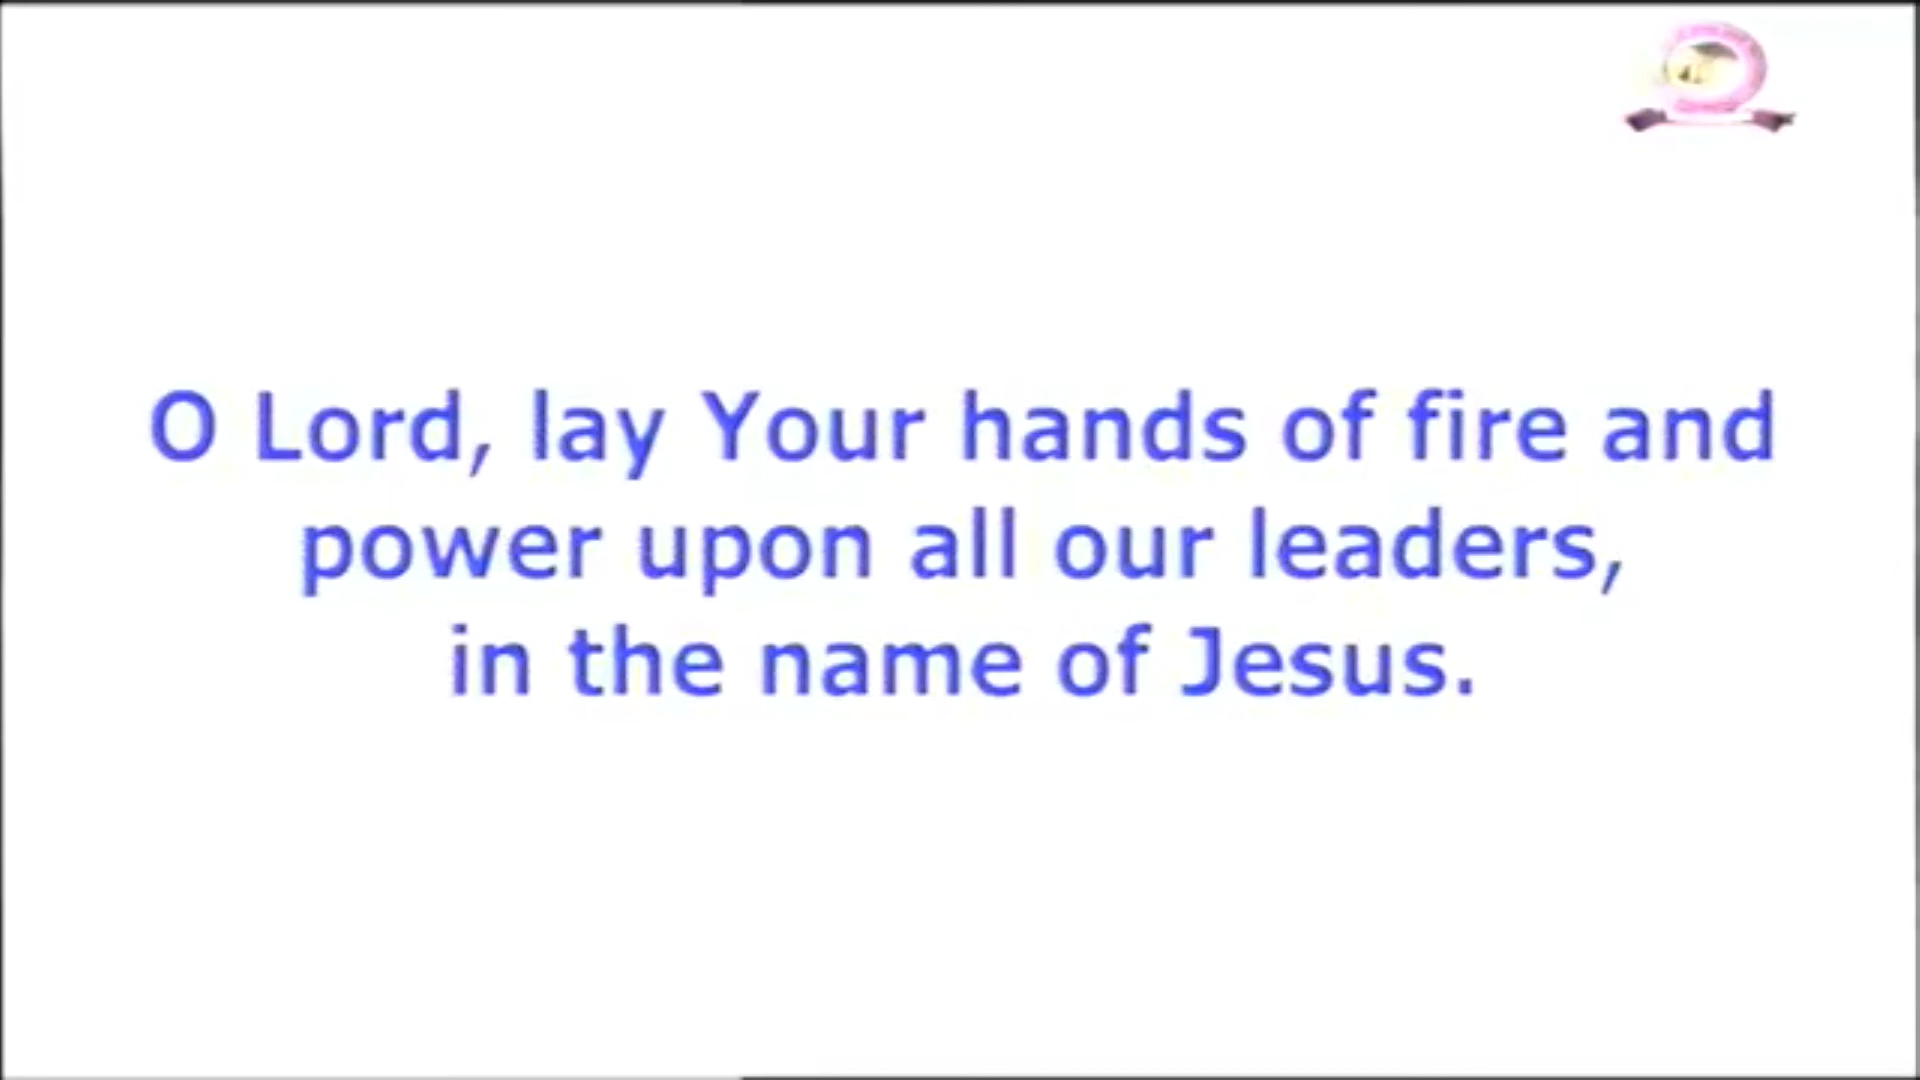 O Lord, lay Your hands of fire and
power upon all our leaders,
in the name of Jesus.